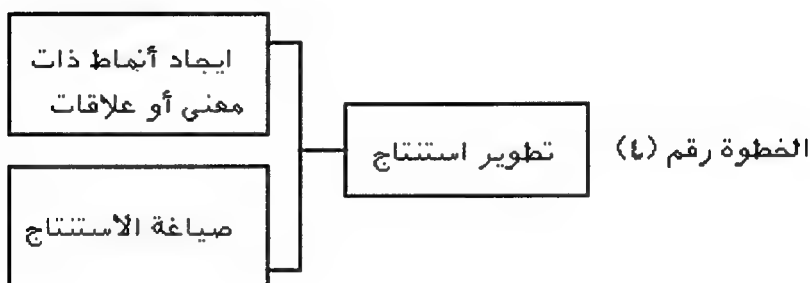 الخطوة رقم (٤)
تطوير استنتاج
ايجاد أنماط ذات
معنى أو علاقات
صياغة الاستنتاج